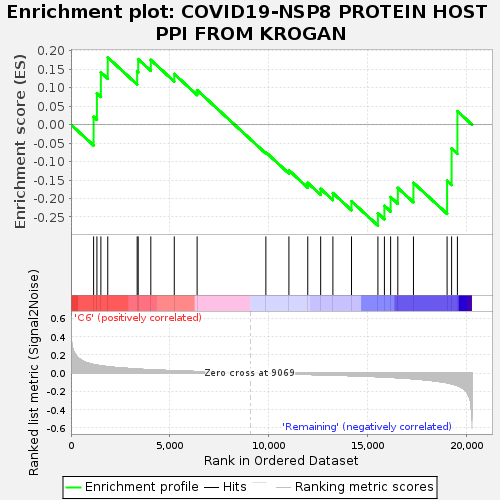 Enrichment plot: COVID19-NSP8 PROTEIN HOST
PPI FROM KROGAN
Enrichment score (ES)
0.20
0.15
0.10
0.05
0.00
-0.05
-0.10
-0.15
-0.20
-0.25
Ranked list metric (Signal2Noise)
'C6' (positively correlated)
0.6
0.4
0.2
0.0
-0.2
-0.4
-0.6
Zero cross at 9069
'Remaining' (negatively correlated)
0
5,000
10,000
15,000
20,000
Rank in Ordered Dataset
Enrichment profile
Hits
Ranking metric scores